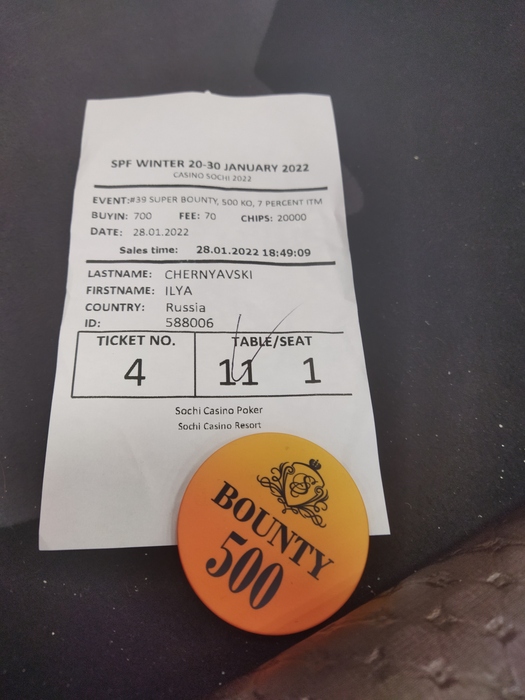 SPF WINTER 20-30 JANUARY 2022
CASINO SOCHI 2022
EVENT:#39 SUPER BOUNTY, 500 KO, 7 PERCENT ITM
BUYIN: 700 FEE: 70 CHIPS: 20000
DATE: 28.01.2022
Sales time: 28.01.2022 18:49:09
LASTNAME: CHERNYAVSKI
FIRSTNAME: ILYA
COUNTRY: Russia
ID: 588006
TICKET NO. TABLE/SEAT
4 11 1
Sochi Casino Poker
Sochi Casino Resort
BOUNTY
500